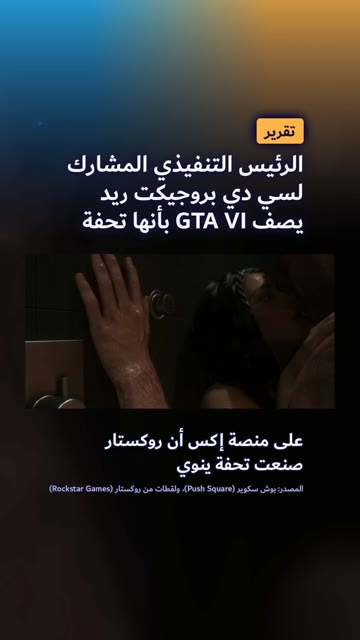 تقرير
الرئيس التنفيذي المشارك
لسي دي بروجيكت ريد
يصف GTA VI بأنها تحفة
على منصة إكس أن روكستار
صنعت تحفة ينوي
المصدر: بوش سكوير (Push Square)، ولقطات من روكستار (Rockstar Games)